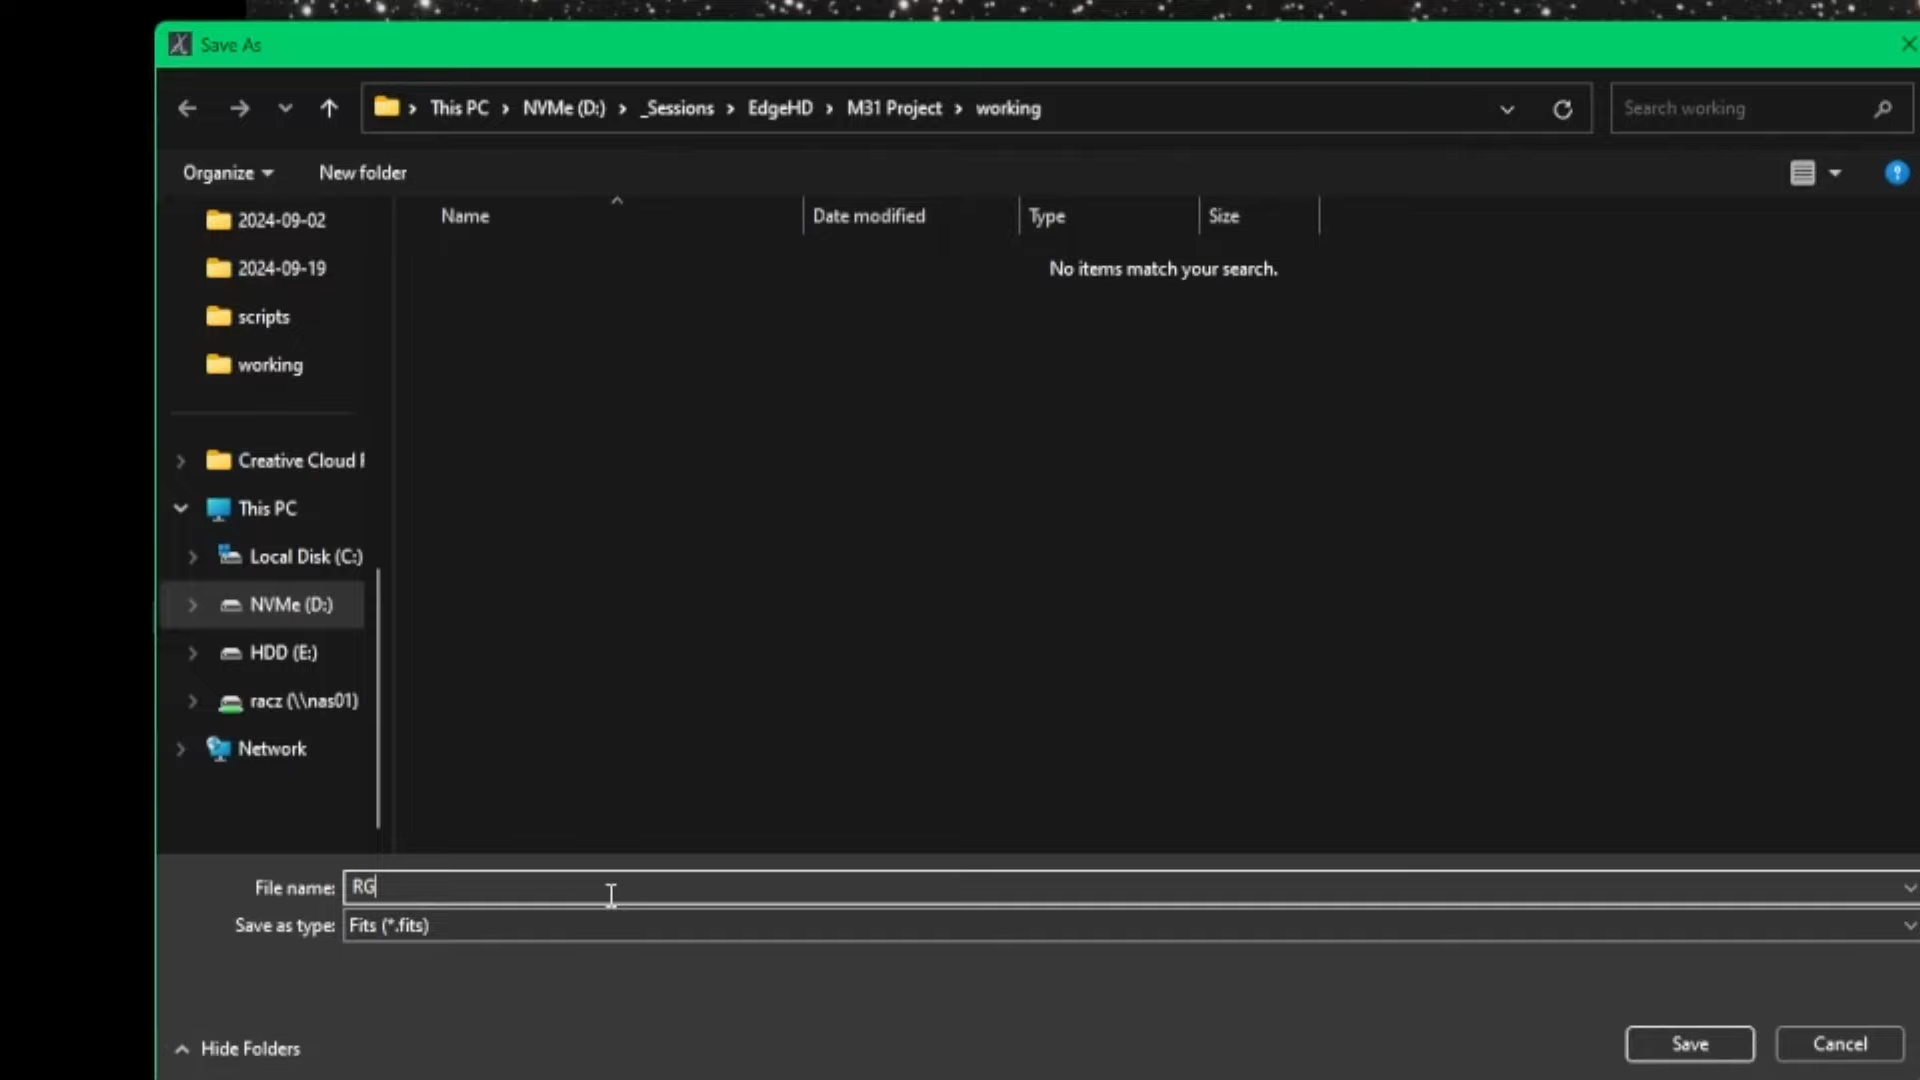 Save As
This PC > NVMe (D:) > _Sessions > EdgeHD > M31 Project > working
Search working
Organize
New folder
Name
Date modified
Type
Size
No items match your search.
2024-09-02
2024-09-19
scripts
working
Creative Cloud F
This PC
Local Disk (C:)
NVMe (D:)
HDD (E:)
racz (\\nas01)
Network
File name: RG
Save as type: Fits (*.fits)
Hide Folders
Save
Cancel